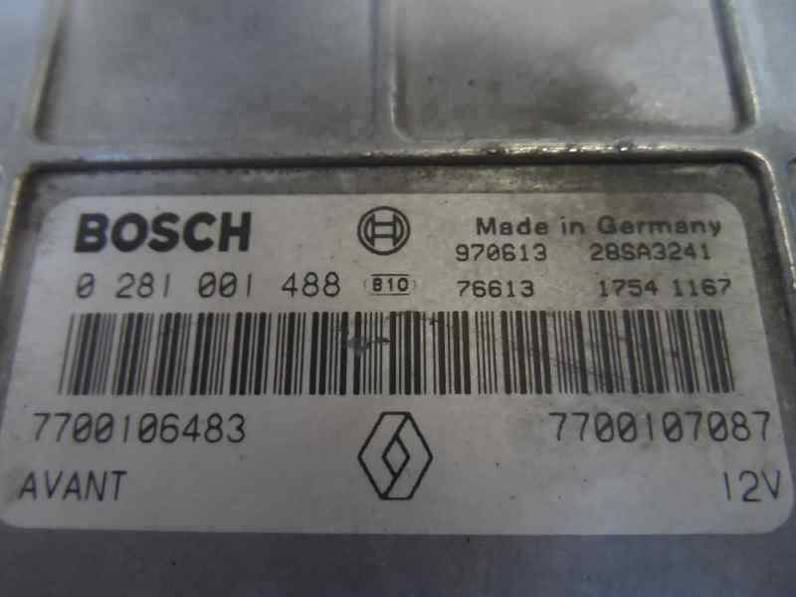 BOSCH Made in Germany
970613 28SA3241
0 281 001 488 B10 76613 1754 1167
7700106483 7700107087
AVANT 12V